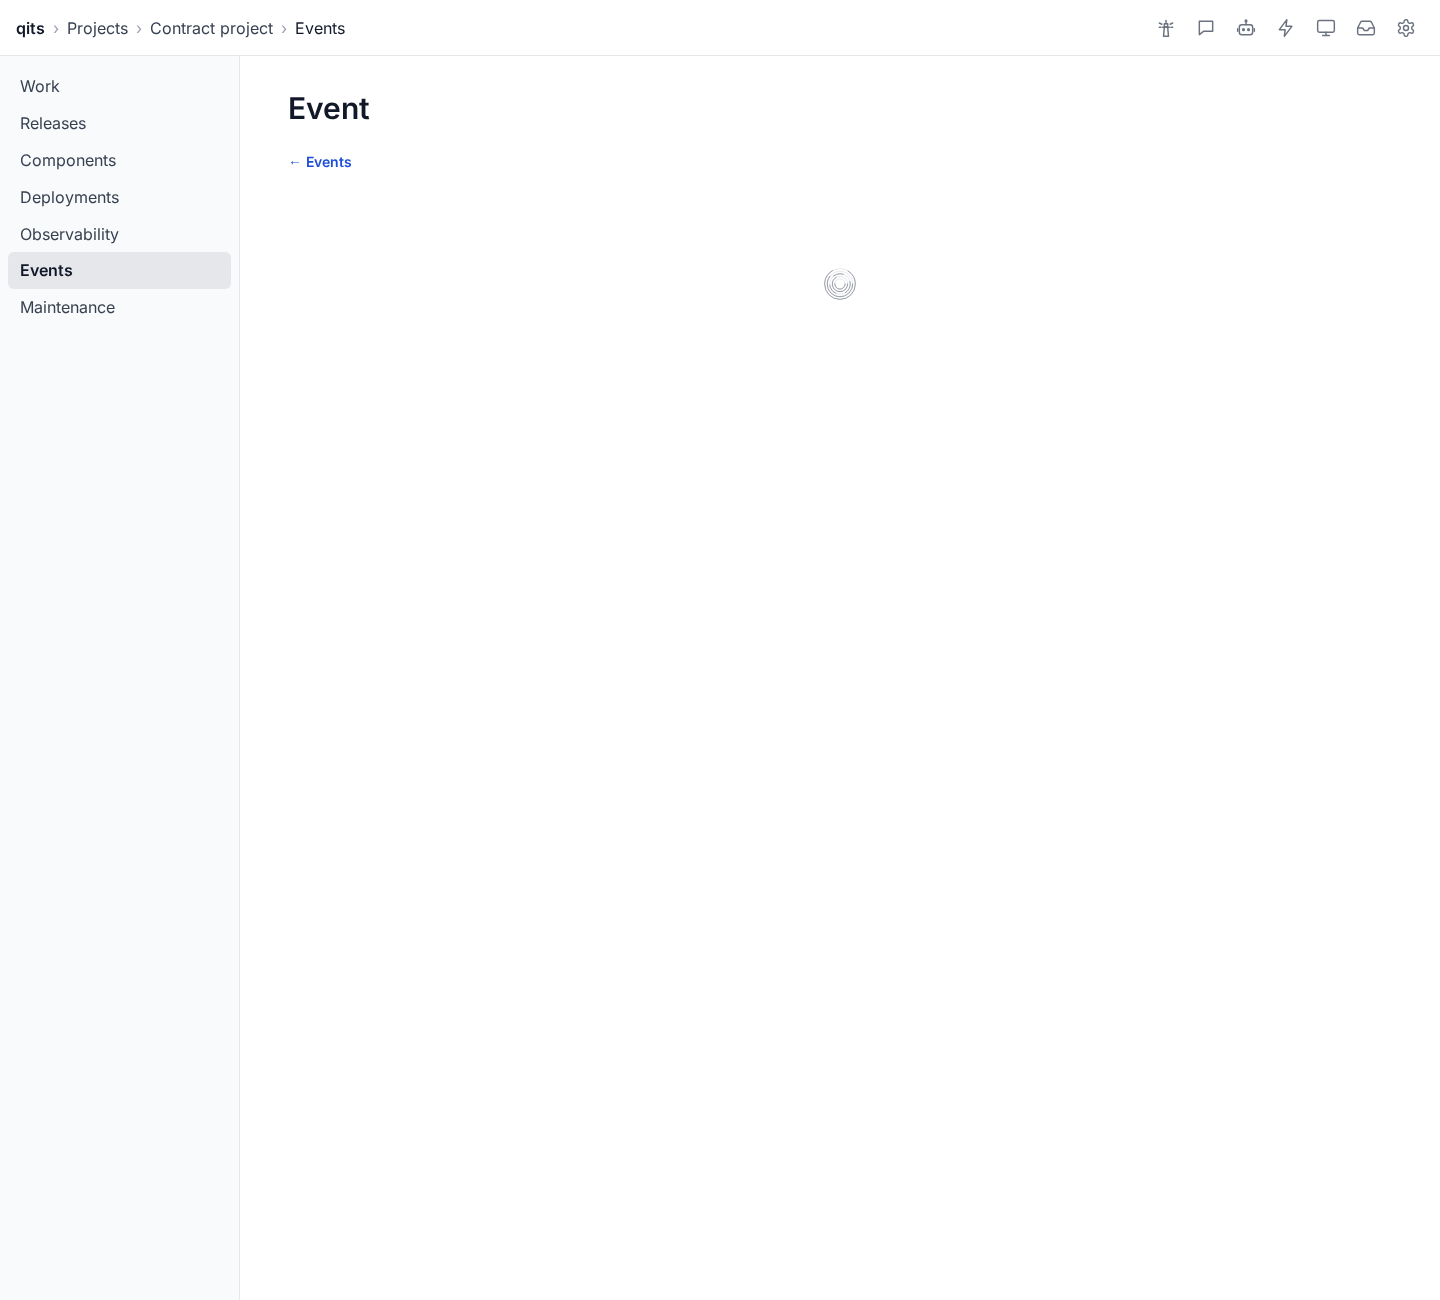 qits › Projects › Contract project › Events
Work
Releases
Components
Deployments
Observability
Events
Maintenance
Event
← Events